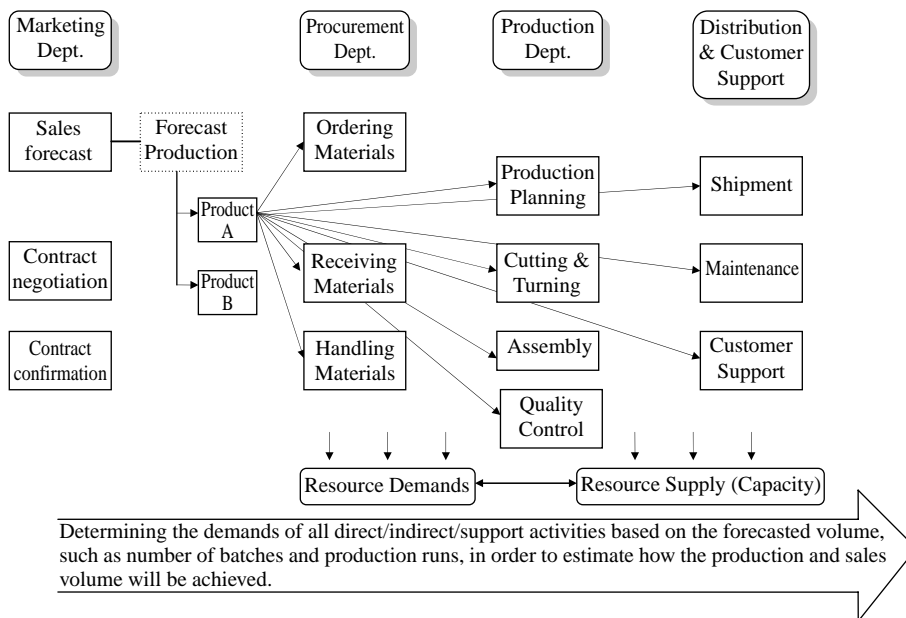 Marketing
Dept.
Procurement
Dept.
Production
Dept.
Distribution
& Customer
Support
Sales
forecast
Forecast
Production
Ordering
Materials
Production
Planning
Shipment
Product
A
Contract
negotiation
Receiving
Materials
Cutting &
Turning
Maintenance
Product
B
Contract
confirmation
Handling
Materials
Assembly
Customer
Support
Quality
Control
Resource Demands
Resource Supply (Capacity)
Determining the demands of all direct/indirect/support activities based on the forecasted volume,
such as number of batches and production runs, in order to estimate how the production and sales
volume will be achieved.